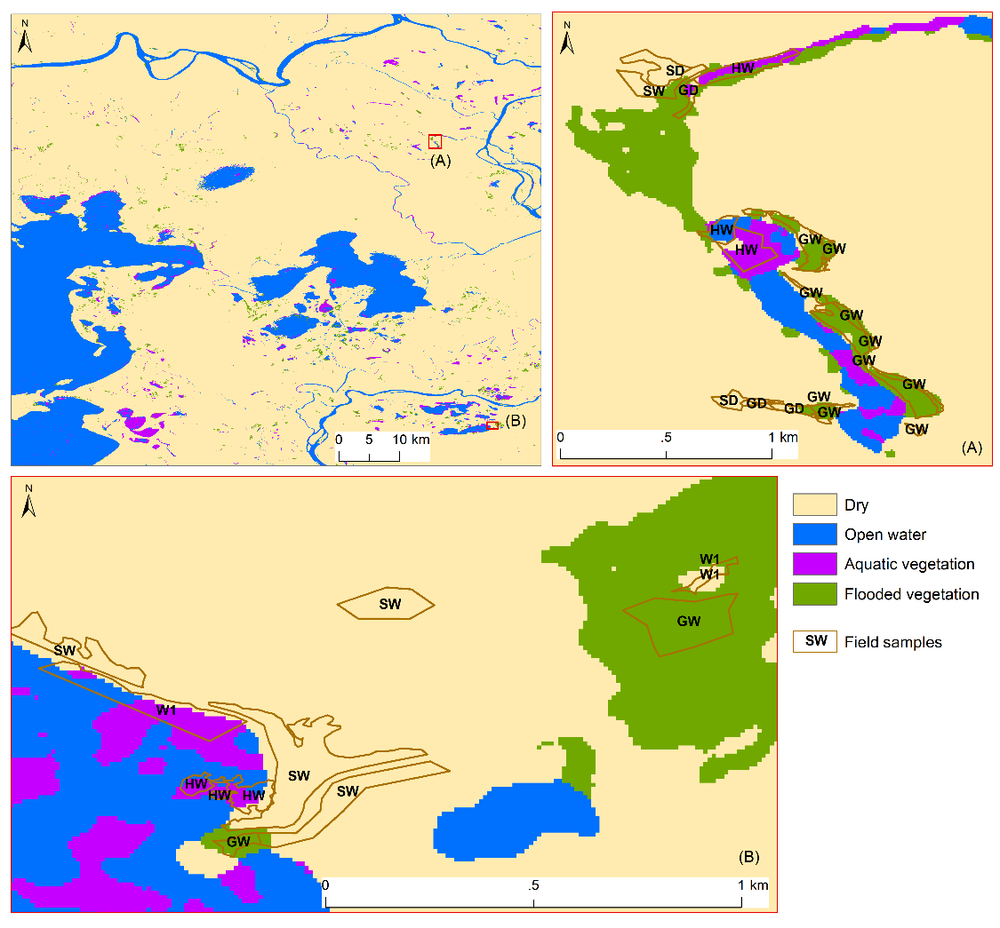 N
(A)
(B)
0 5 10 km
N
SD
HW
SW
GD
HW
GW
HW
GW
GW
GW
GW
GW
GW
GW
SD
GD
GD
GW
GW
0 .5 1 km
(A)
N
W1
W1
SW
GW
SW
W1
SW
HW
SW
HW
HW
GW
(B)
0 .5 1 km
Dry
Open water
Aquatic vegetation
Flooded vegetation
SW Field samples